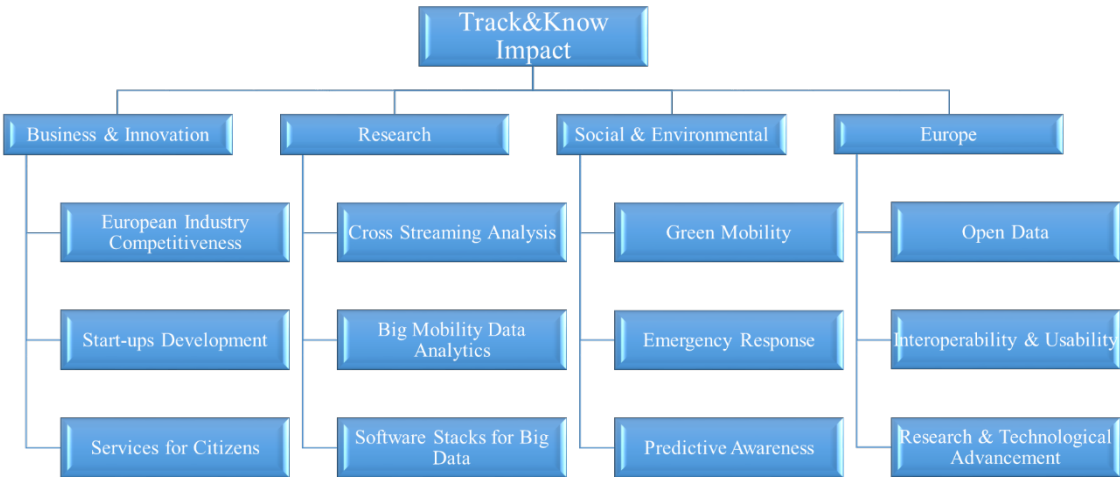 Track&Know
Impact
Business & Innovation
Research
Social & Environmental
Europe
European Industry
Competitiveness
Cross Streaming Analysis
Green Mobility
Open Data
Start-ups Development
Big Mobility Data
Analytics
Emergency Response
Interoperability & Usability
Services for Citizens
Software Stacks for Big
Data
Predictive Awareness
Research & Technological
Advancement